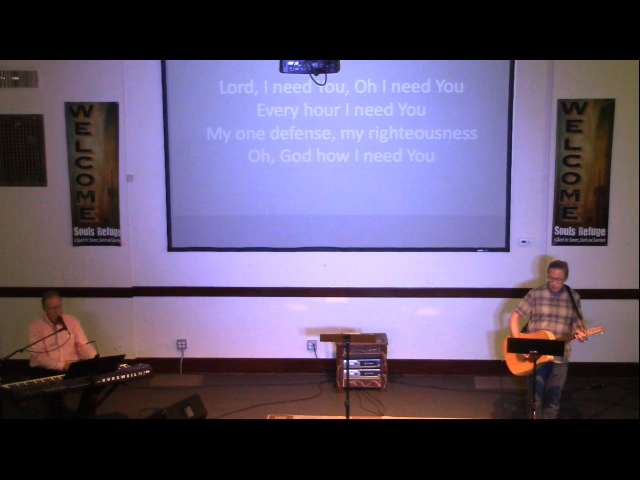 Lord, I need You, Oh I need You
Every hour I need You
My one defense, my righteousness
Oh, God how I need You
WELCOME
Souls Refuge
WELCOME
Souls Refuge
KURZWEIL